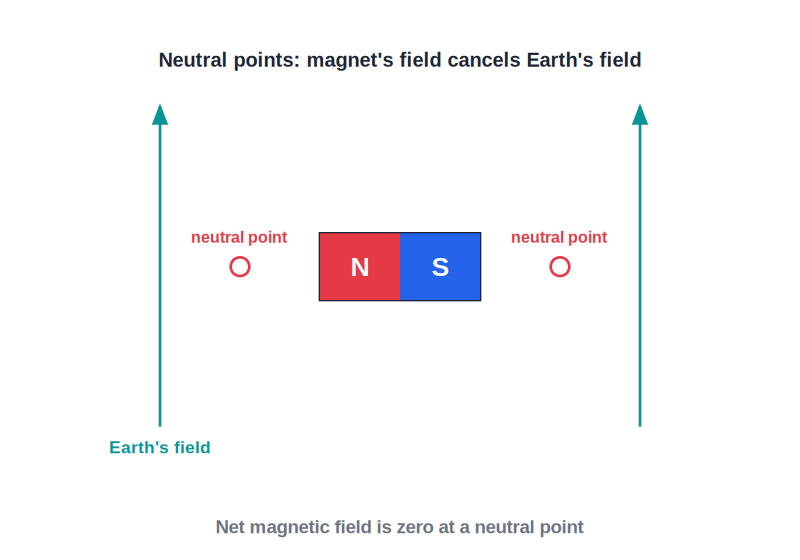 Neutral points: magnet's field cancels Earth's field
neutral point
neutral point
N
S
Earth's field
Net magnetic field is zero at a neutral point